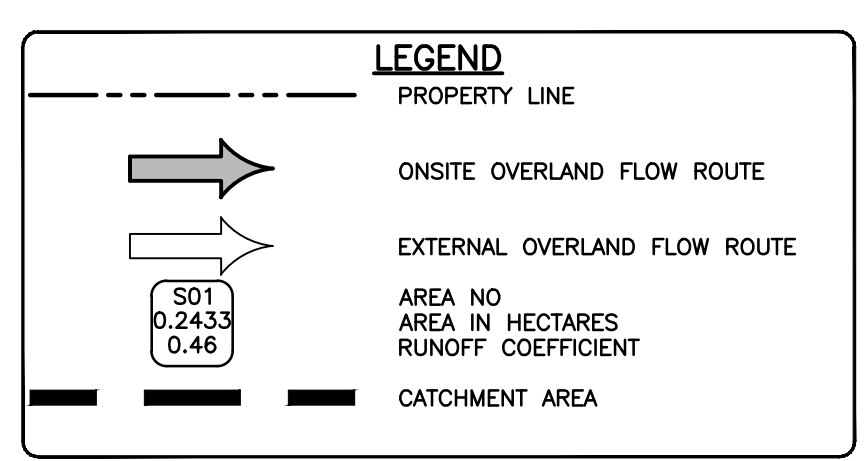 LEGEND
PROPERTY LINE
ONSITE OVERLAND FLOW ROUTE
EXTERNAL OVERLAND FLOW ROUTE
S01
0.2433
0.46
AREA NO
AREA IN HECTARES
RUNOFF COEFFICIENT
CATCHMENT AREA